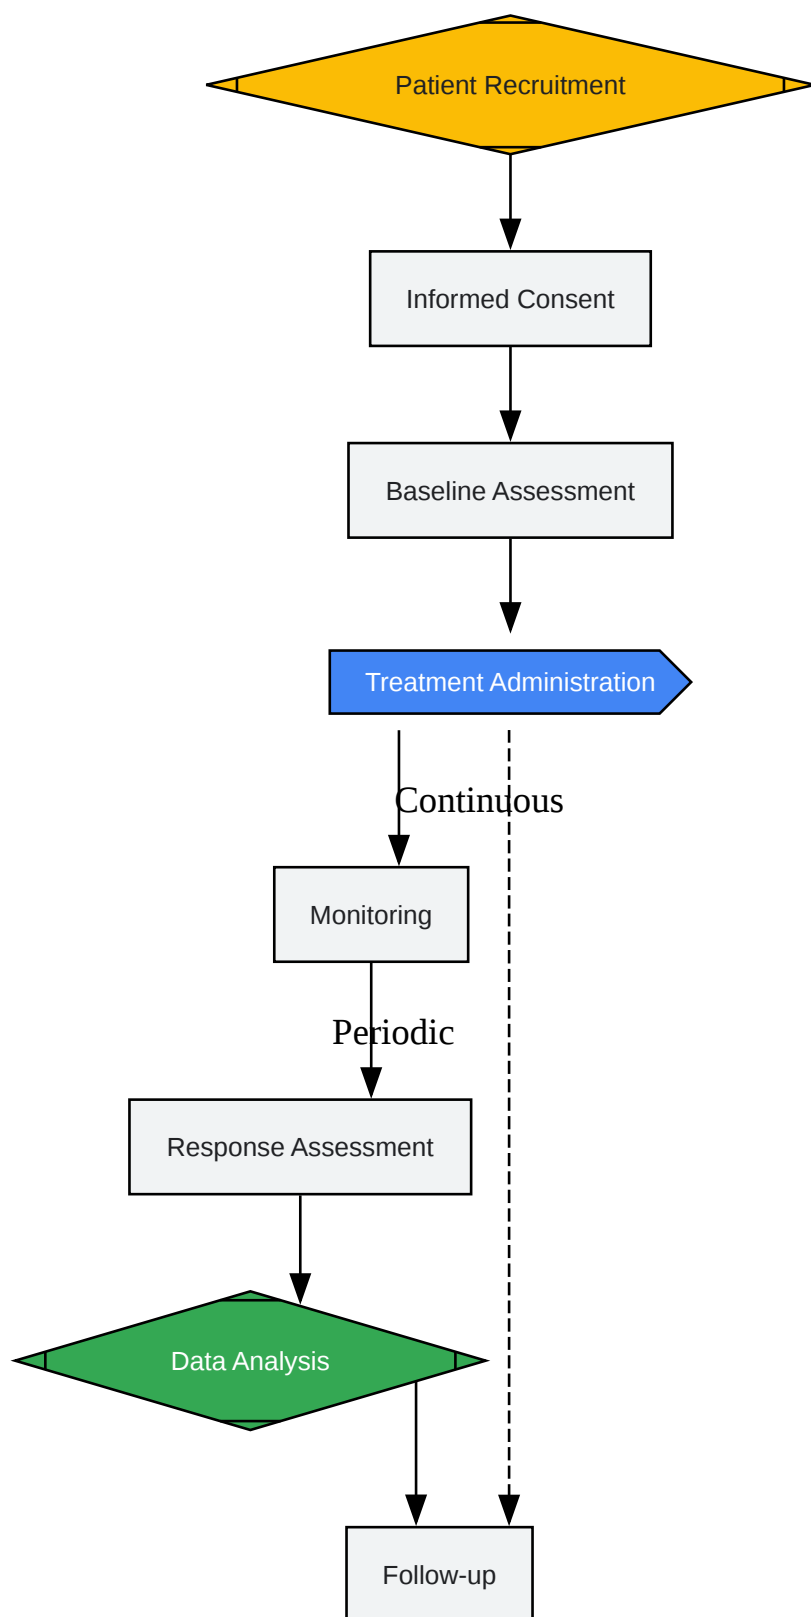 Patient Recruitment
Informed Consent
Baseline Assessment
Treatment Administration
Continuous
Monitoring
Periodic
Response Assessment
Data Analysis
Follow-up